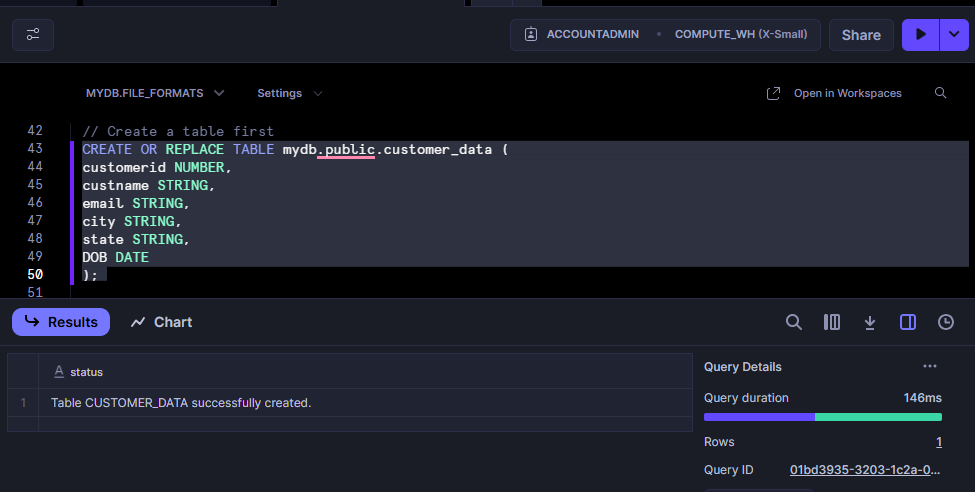 ACCOUNTADMIN • COMPUTE_WH (X-Small) Share
MYDB.FILE_FORMATS Settings Open in Workspaces
42 // Create a table first
43 CREATE OR REPLACE TABLE mydb.public.customer_data (
44 customerid NUMBER,
45 custname STRING,
46 email STRING,
47 city STRING,
48 state STRING,
49 DOB DATE
50 );
51
Results Chart
A status
1 Table CUSTOMER_DATA successfully created.
Query Details ...
Query duration 146ms
Rows 1
Query ID 01bd3935-3203-1c2a-0...